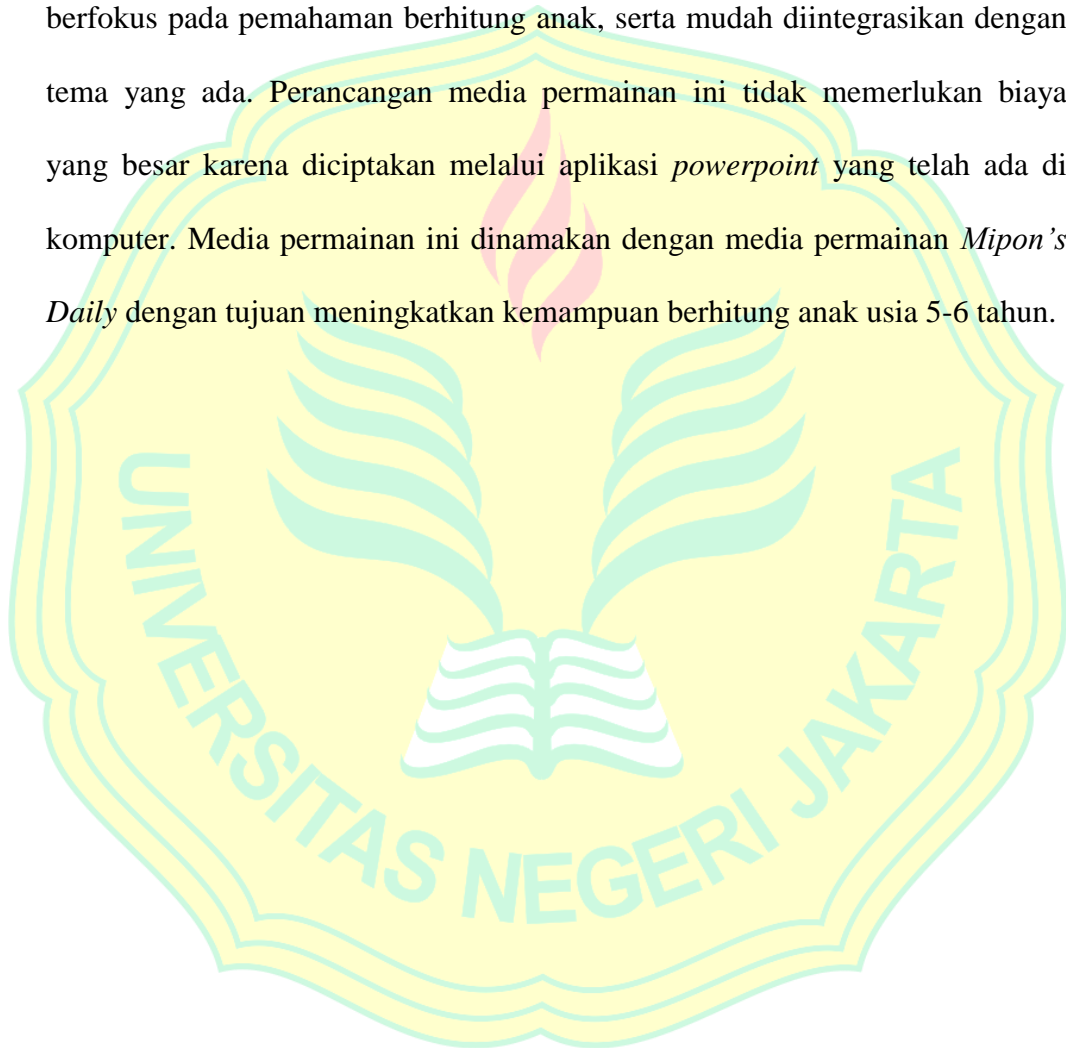 berfokus pada pemahaman berhitung anak, serta mudah diintegrasikan dengan
tema yang ada. Perancangan media permainan ini tidak memerlukan biaya
yang besar karena diciptakan melalui aplikasi powerpoint yang telah ada di
komputer. Media permainan ini dinamakan dengan media permainan Mipon’s
Daily dengan tujuan meningkatkan kemampuan berhitung anak usia 5-6 tahun.
UNIVERSITAS NEGERI JAKARTA